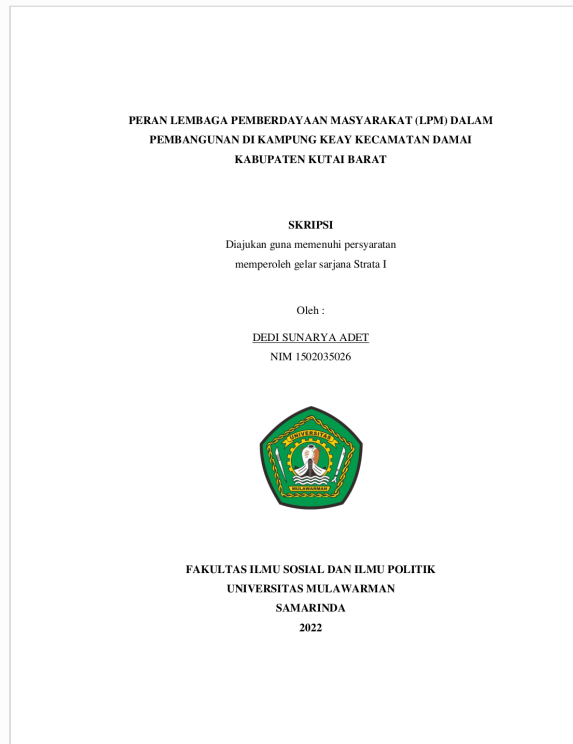 PERAN LEMBAGA PEMBERDAYAAN MASYARAKAT (LPM) DALAM
PEMBANGUNAN DI KAMPUNG KEAY KECAMATAN DAMAI
KABUPATEN KUTAI BARAT
SKRIPSI
Diajukan guna memenuhi persyaratan
memperoleh gelar sarjana Strata I
Oleh :
DEDI SUNARYA ADET
NIM 1502035026
UNIVERSITAS
MULAWARMAN
FAKULTAS ILMU SOSIAL DAN ILMU POLITIK
UNIVERSITAS MULAWARMAN
SAMARINDA
2022